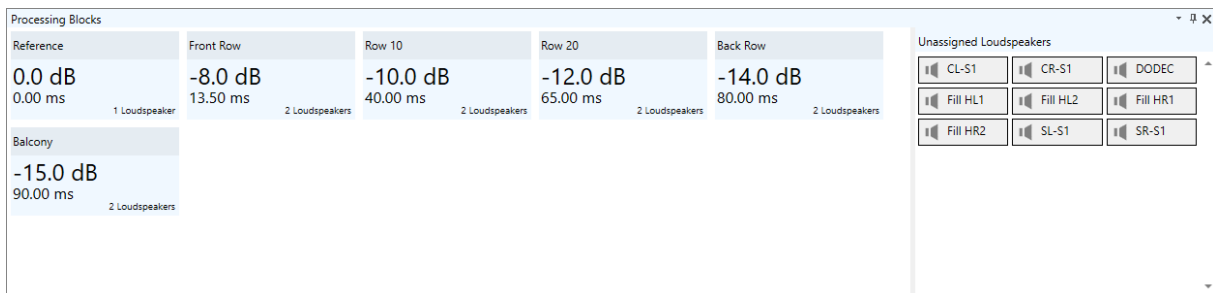 Processing Blocks
Reference
0.0 dB
0.00 ms
1 Loudspeaker
Front Row
-8.0 dB
13.50 ms
2 Loudspeakers
Row 10
-10.0 dB
40.00 ms
2 Loudspeakers
Row 20
-12.0 dB
65.00 ms
2 Loudspeakers
Back Row
-14.0 dB
80.00 ms
2 Loudspeakers
Balcony
-15.0 dB
90.00 ms
2 Loudspeakers
Unassigned Loudspeakers
CL-S1 CR-S1 DODEC
Fill HL1 Fill HL2 Fill HR1
Fill HR2 SL-S1 SR-S1